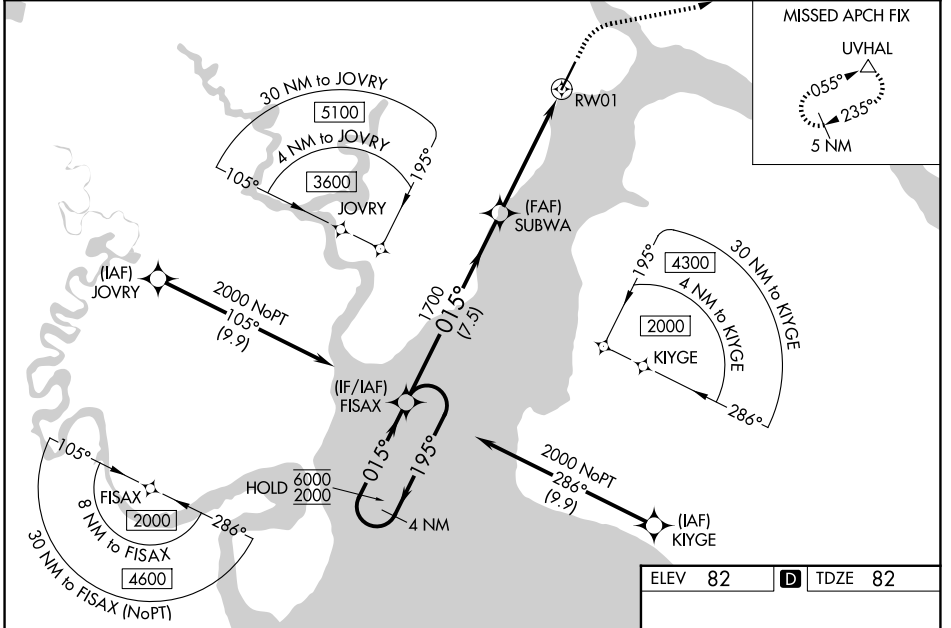 MISSED APCH FIX
UVHAL
055°
235°
5 NM
RW01
30 NM to JOVRY
5100
4 NM to JOVRY
3600
105°
195°
JOVRY
(FAF)
SUBWA
(IAF)
JOVRY
2000 NoPT
105°
(9.9)
1700
015°
(7.5)
30 NM to KIYGE
4300
4 NM to KIYGE
2000
195°
KIYGE
286°
(IF/IAF)
FISAX
015°
195°
HOLD
6000
2000
4 NM
2000 NoPT
286°
(9.9)
(IAF)
KIYGE
105°
FISAX
286°
2000
8 NM to FISAX
4600
30 NM to FISAX (NoPT)
ELEV 82 D TDZE 82